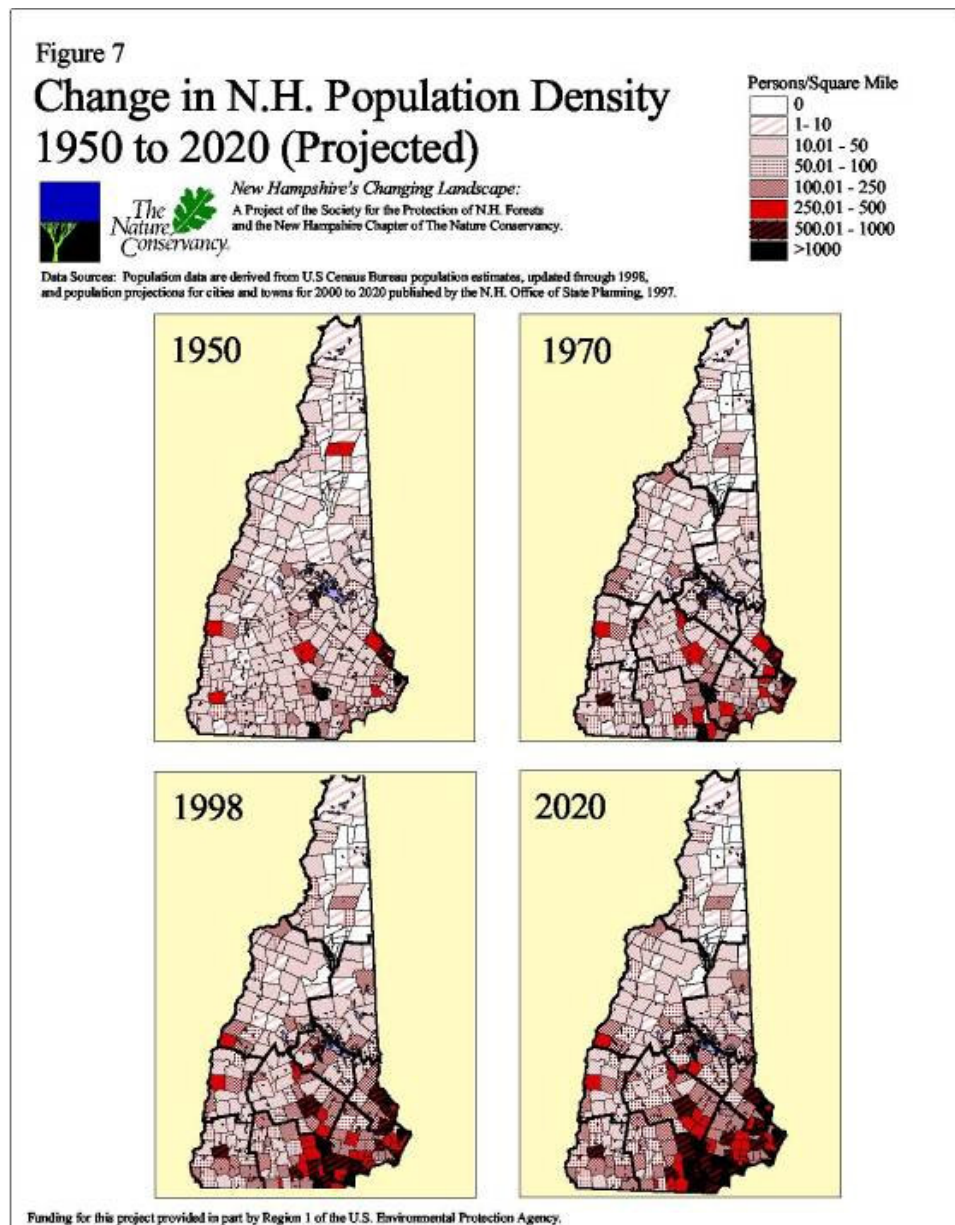 Figure 7
Change in N.H. Population Density
1950 to 2020 (Projected)
The
Nature
Conservancy
New Hampshire's Changing Landscape:
A Project of the Society for the Protection of N.H. Forests
and the New Hampshire Chapter of The Nature Conservancy.
Persons/Square Mile
0
1- 10
10.01 - 50
50.01 - 100
100.01 - 250
250.01 - 500
500.01 - 1000
>1000
Data Sources: Population data are derived from U.S Census Bureau population estimates, updated through 1998,
and population projections for cities and towns for 2000 to 2020 published by the N.H. Office of State Planning, 1997.
1950
1970
1998
2020
Funding for this project provided in part by Region 1 of the U.S. Environmental Protection Agency.